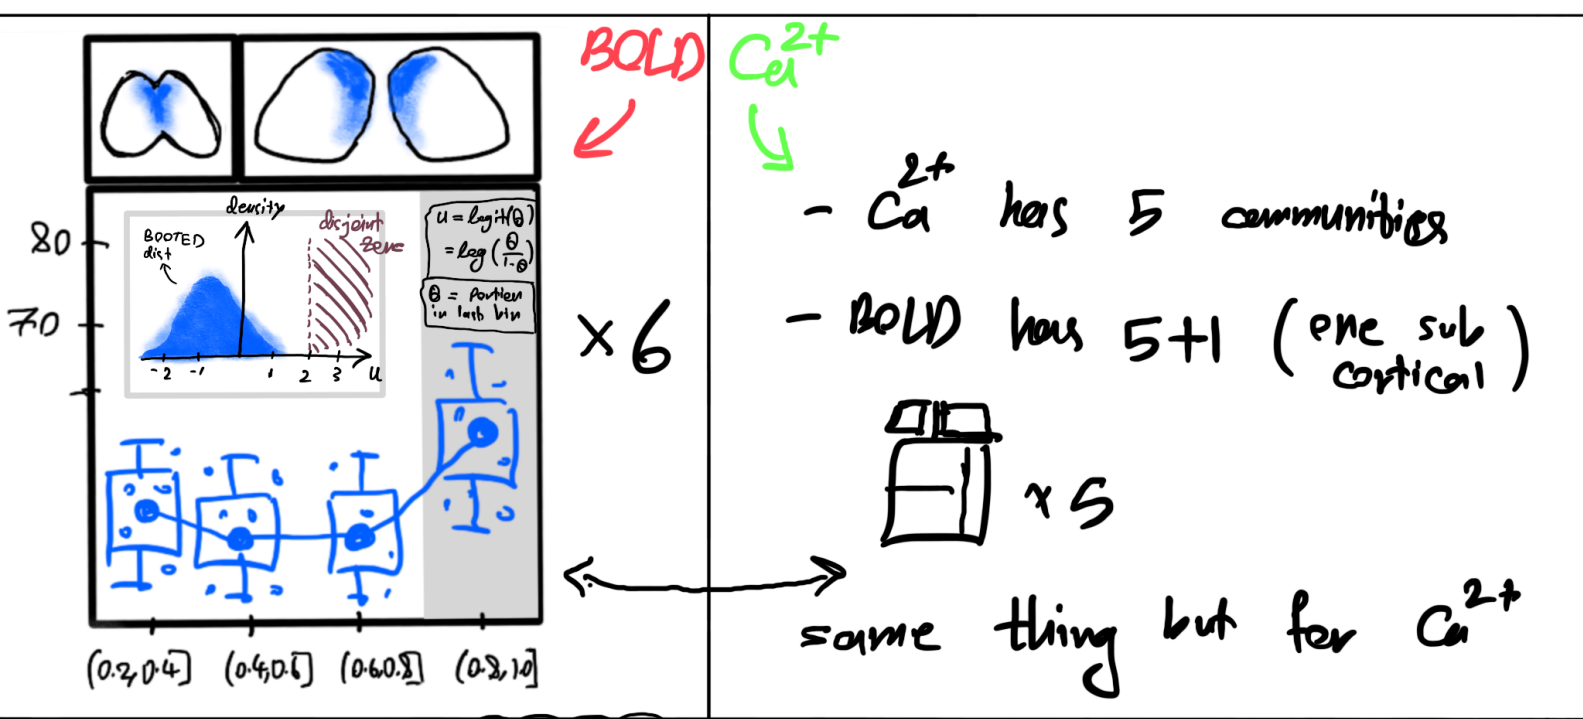 BOLD
Ca2+
density
disjoint
zone
BOOTED
dist
u = logit(θ)
= log (θ/1-θ)
θ = portion
in last bin
80
70
-2 -1 1 2 3 u
×6
(0.2,0.4] (0.4,0.6] (0.6,0.8] (0.8,1.0]
- Ca2+ has 5 communities
- BOLD has 5+1 (one sub
cortical)
×5
same thing but for Ca2+